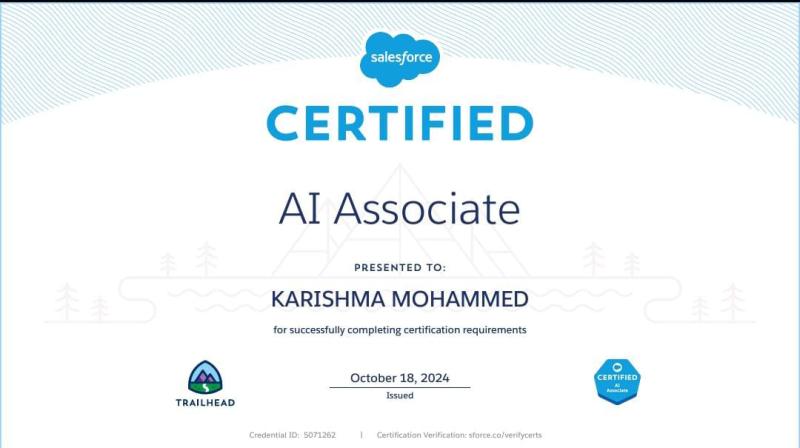 salesforce
CERTIFIED
AI Associate
PRESENTED TO:
KARISHMA MOHAMMED
for successfully completing certification requirements
October 18, 2024
Issued
TRAILHEAD
CERTIFIED
AI
Associate
Credential ID: 5071262 | Certification Verification: sforce.co/verifycerts